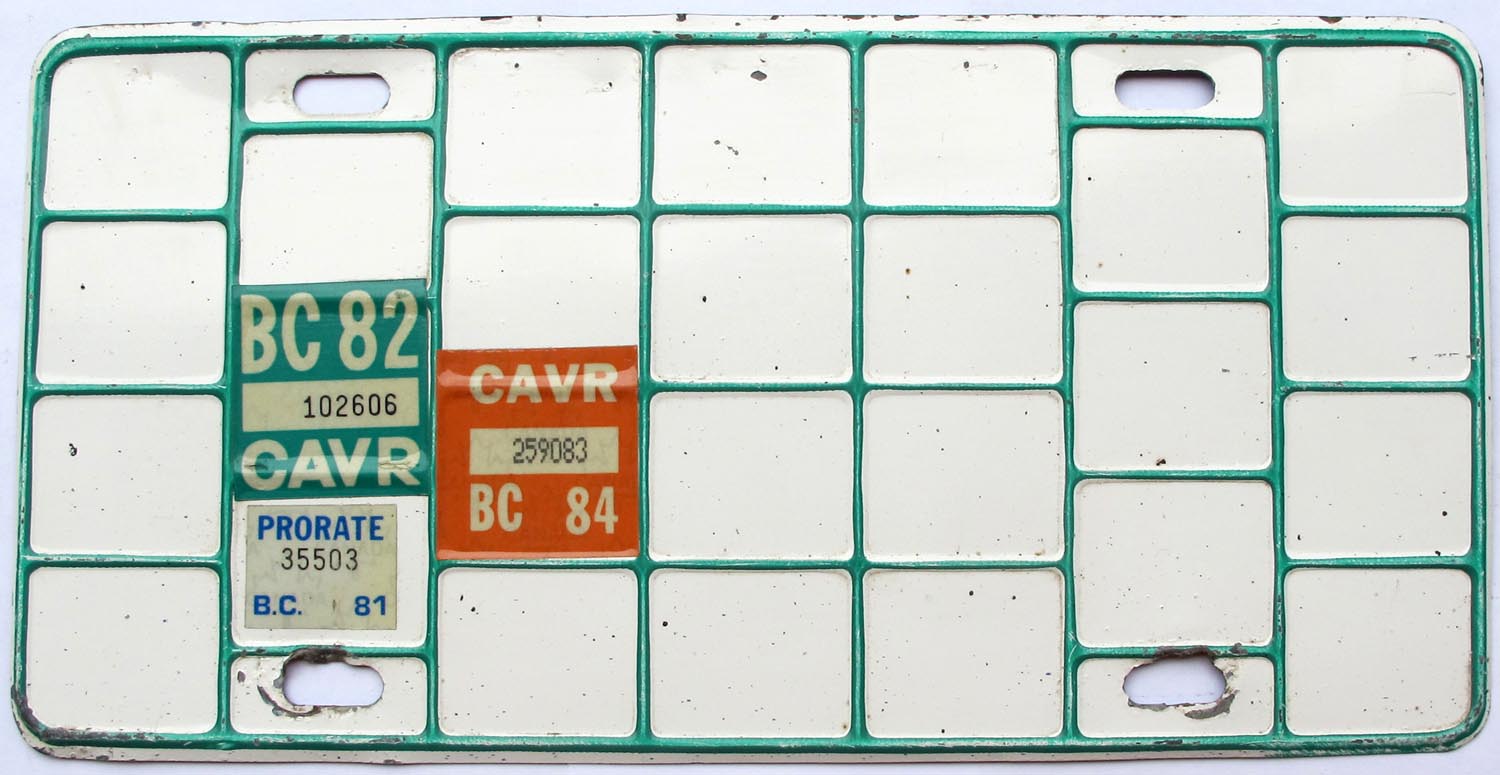 BC 82
102606
CAVR
PRORATE
35503
B.C. 81
CAVR
259083
BC 84